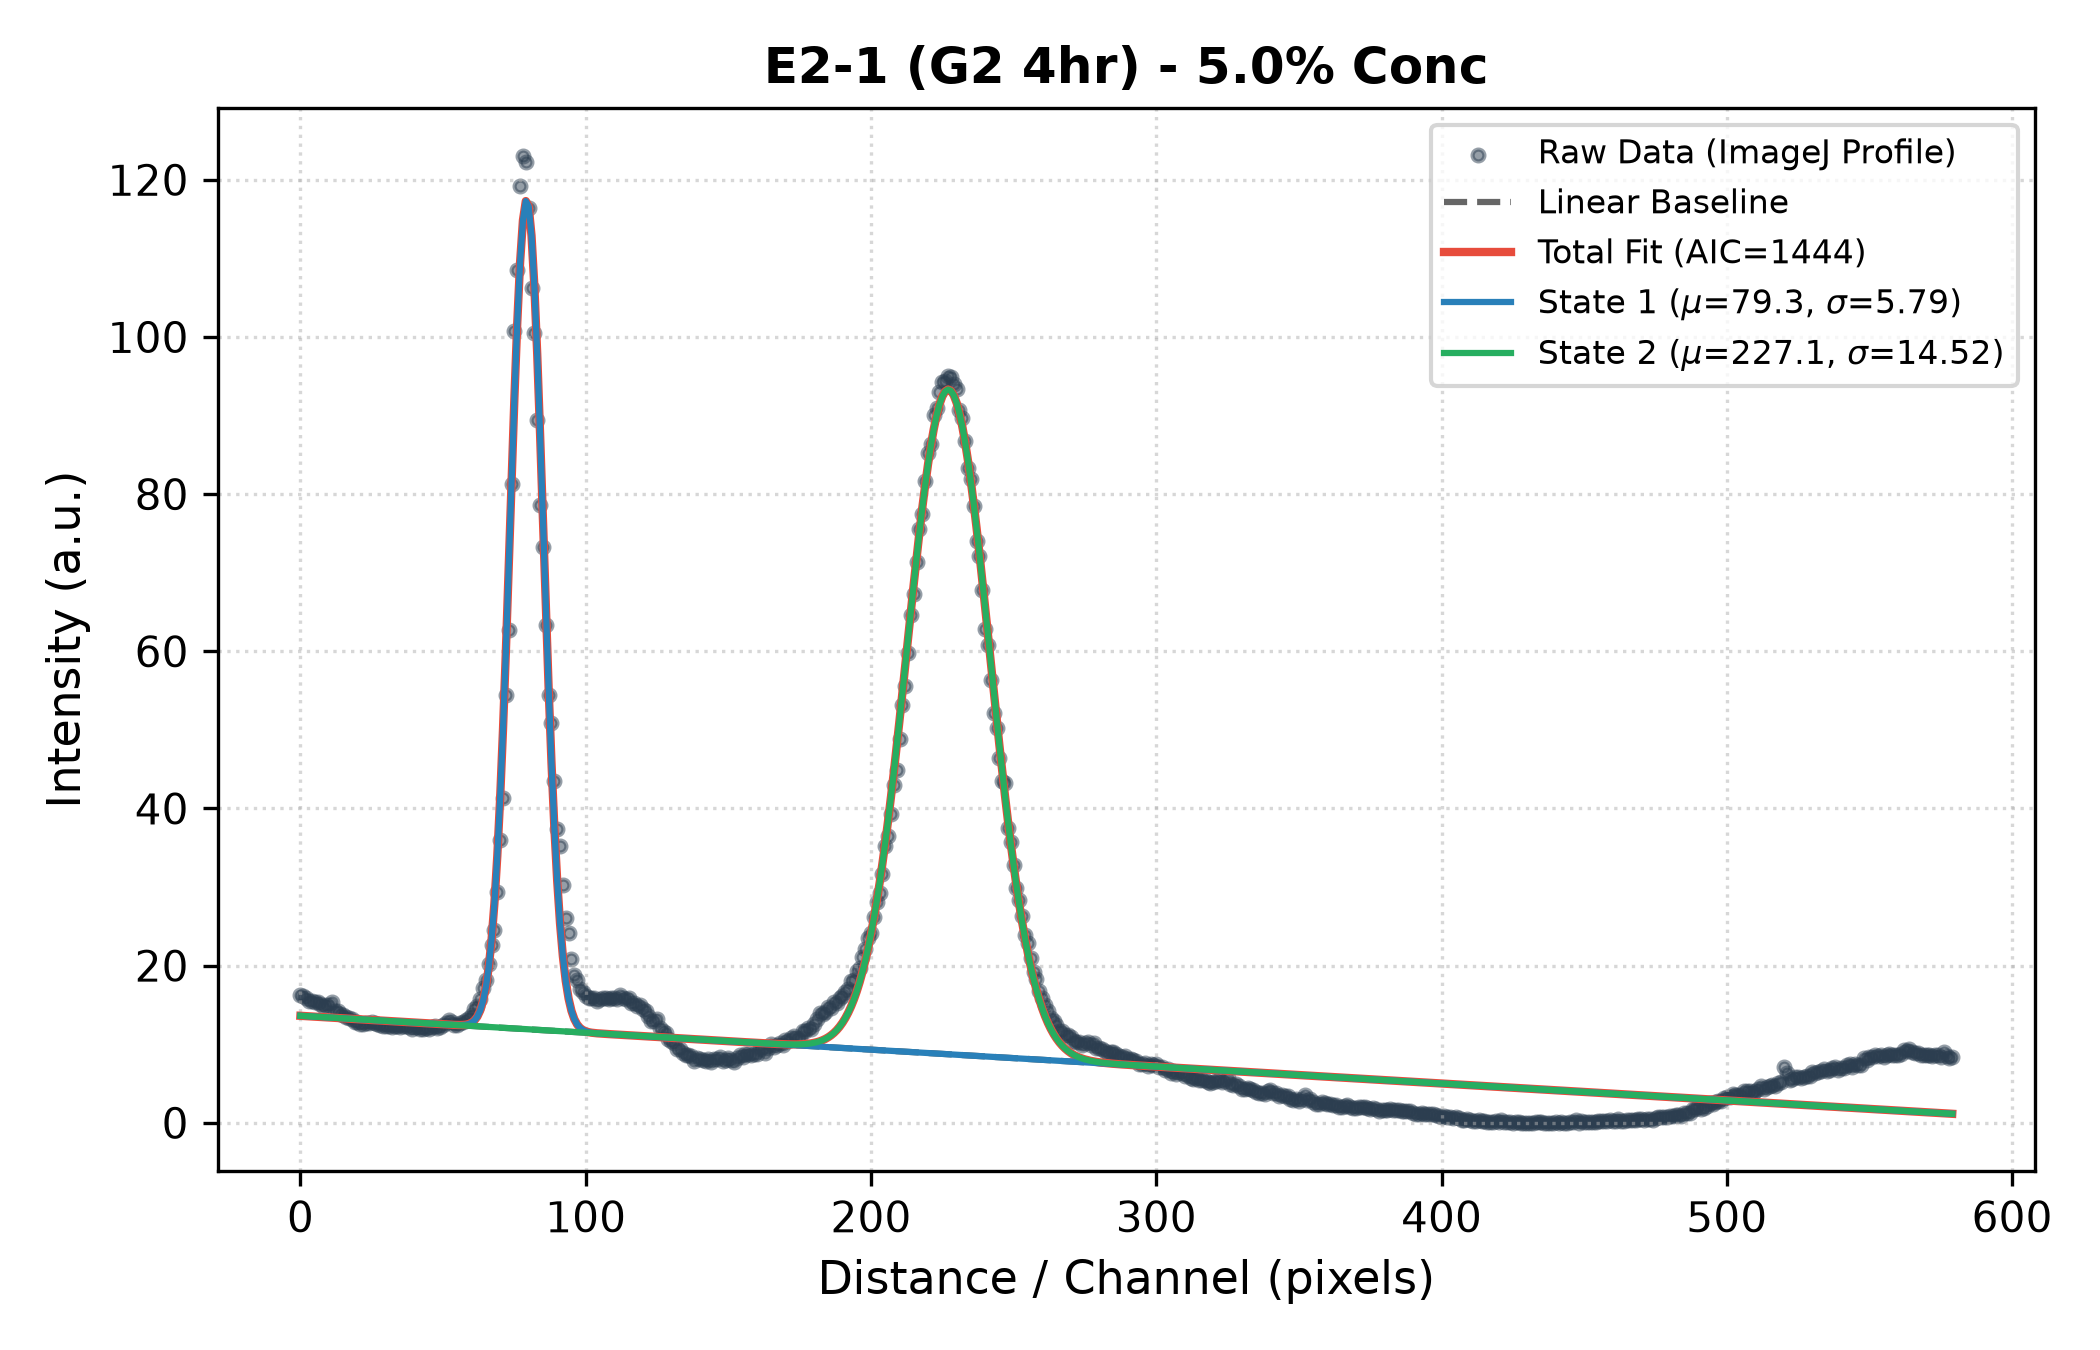 E2-1 (G2 4hr) - 5.0% Conc
Raw Data (ImageJ Profile)
Linear Baseline
Total Fit (AIC=1444)
State 1 (μ=79.3, σ=5.79)
State 2 (μ=227.1, σ=14.52)
Intensity (a.u.)
120
100
80
60
40
20
0
0 100 200 300 400 500 600
Distance / Channel (pixels)